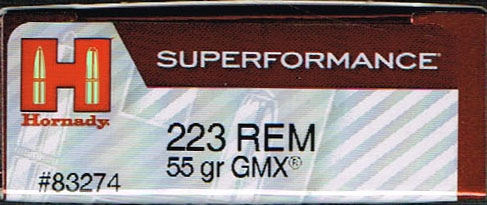 H
Hornady.
SUPERFORMANCE®
223 REM
55 gr GMX®
#83274